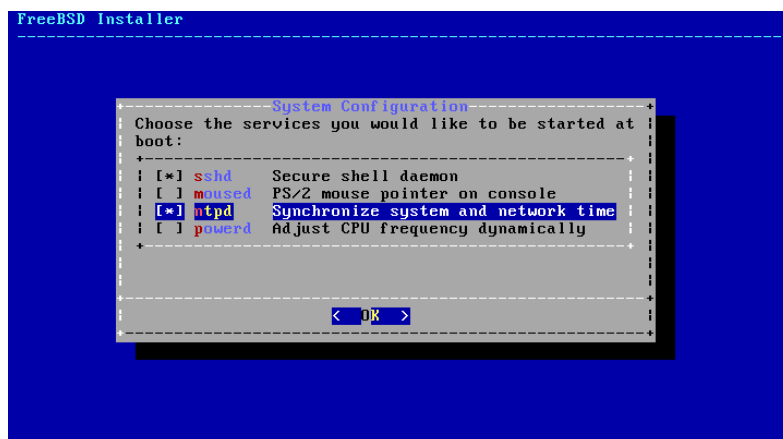 FreeBSD Installer
System Configuration
Choose the services you would like to be started at
boot:
[*] sshd Secure shell daemon
[ ] moused PS/2 mouse pointer on console
[*] ntpd Synchronize system and network time
[ ] powerd Adjust CPU frequency dynamically
< OK >